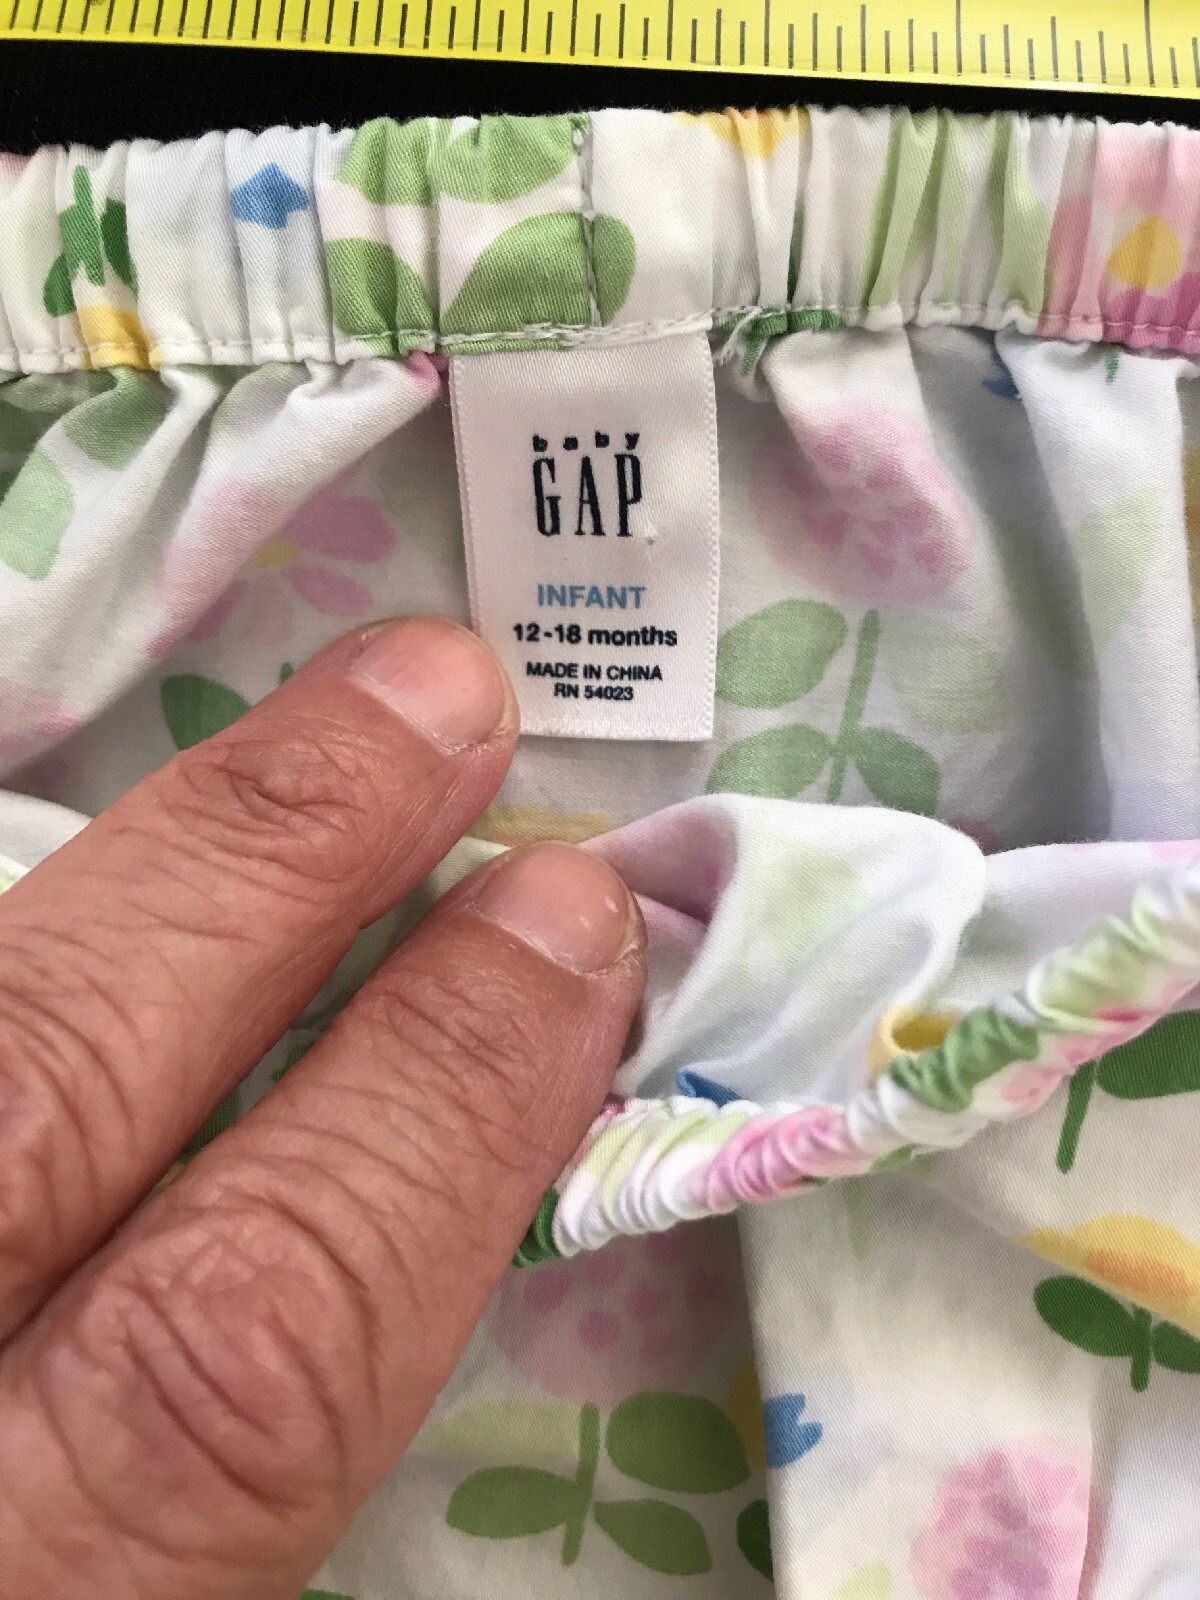 baby
GAP
INFANT
12-18 months
MADE IN CHINA
RN 54023